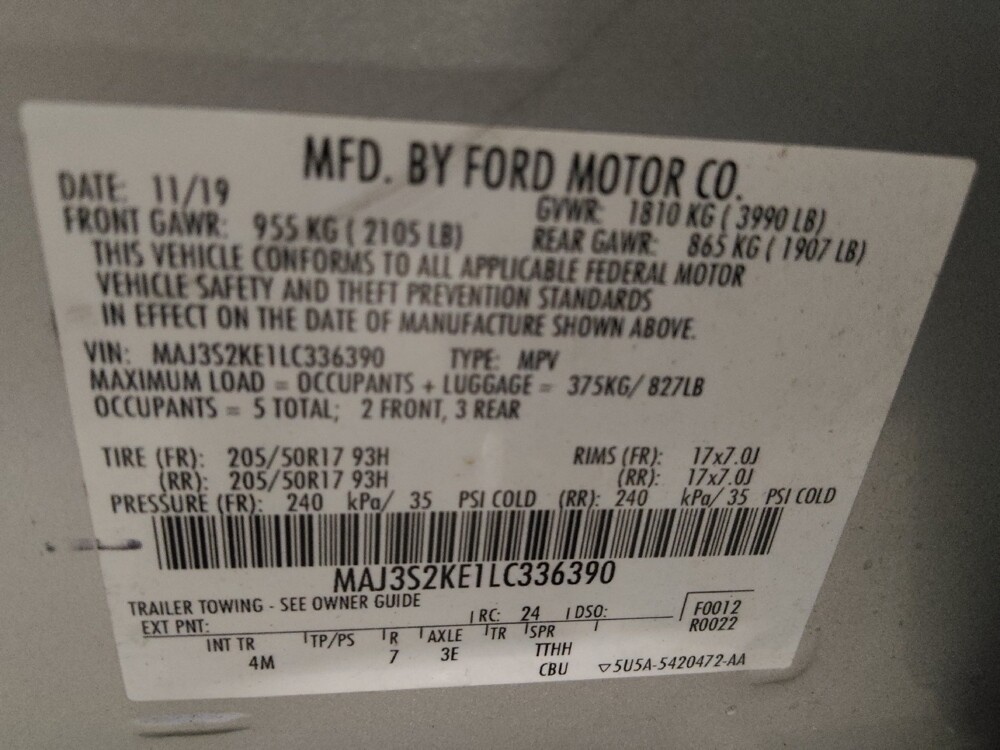 MFD. BY FORD MOTOR CO.
DATE: 11/19 GVWR: 1810 KG ( 3990 LB)
FRONT GAWR: 955 KG ( 2105 LB) REAR GAWR: 865 KG ( 1907 LB)
THIS VEHICLE CONFORMS TO ALL APPLICABLE FEDERAL MOTOR
VEHICLE SAFETY AND THEFT PREVENTION STANDARDS
IN EFFECT ON THE DATE OF MANUFACTURE SHOWN ABOVE.
VIN: MAJ3S2KE1LC336390 TYPE: MPV
MAXIMUM LOAD = OCCUPANTS + LUGGAGE = 375KG/ 827LB
OCCUPANTS = 5 TOTAL; 2 FRONT, 3 REAR
TIRE (FR): 205/50R17 93H RIMS (FR): 17x7.0J
(RR): 205/50R17 93H (RR): 17x7.0J
PRESSURE (FR): 240 kPa/ 35 PSI COLD (RR): 240 kPa/ 35 PSI COLD
MAJ3S2KE1LC336390
TRAILER TOWING - SEE OWNER GUIDE
EXT PNT: RC: 24 DSO: F0012
R0022
INT TR TP/PS R AXLE TR SPR
4M 7 3E TTHH
CBU ▽5U5A-5420472-AA